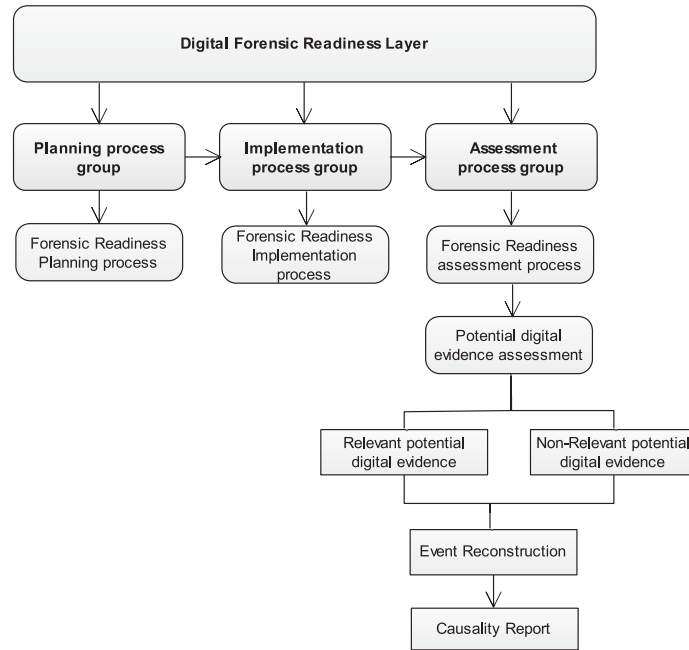 Digital Forensic Readiness Layer
Planning process
group
Implementation
process group
Assessment
process group
Forensic Readiness
Planning process
Forensic Readiness
Implementation
process
Forensic Readiness
assessment process
Potential digital
evidence assessment
Relevant potential
digital evidence
Non-Relevant potential
digital evidence
Event Reconstruction
Causality Report